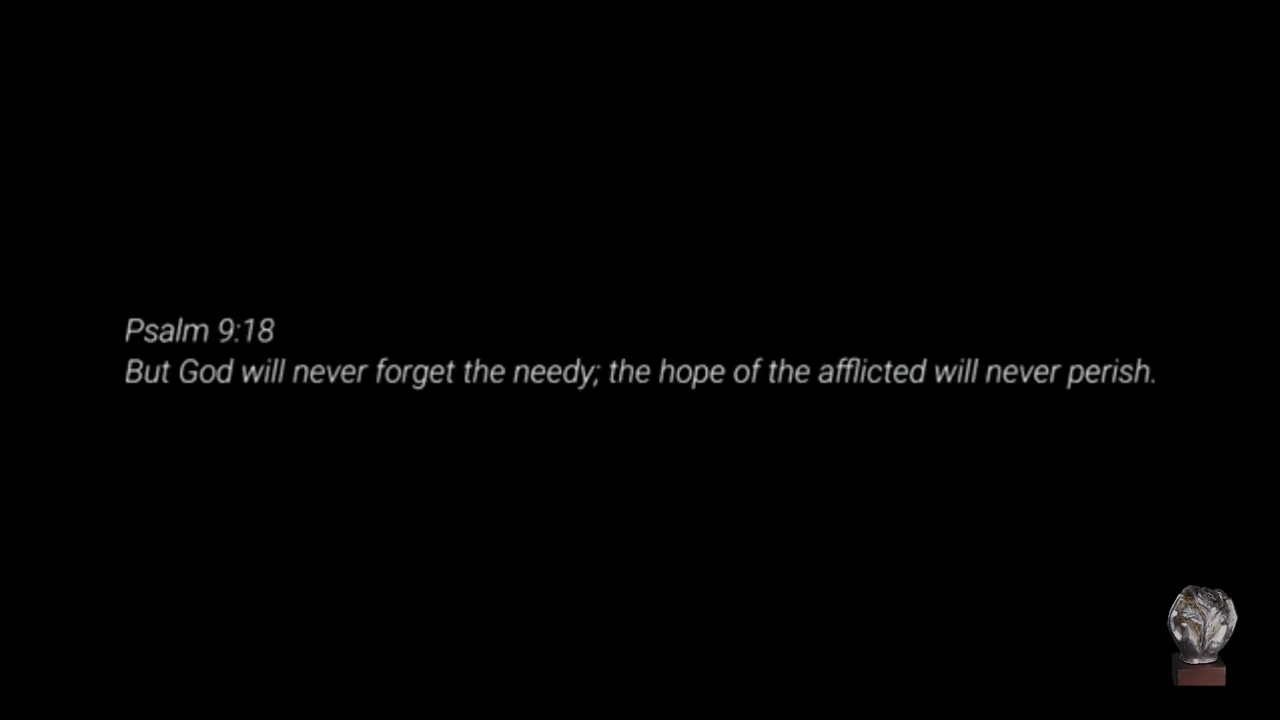 Psalm 9:18
But God will never forget the needy; the hope of the afflicted will never perish.